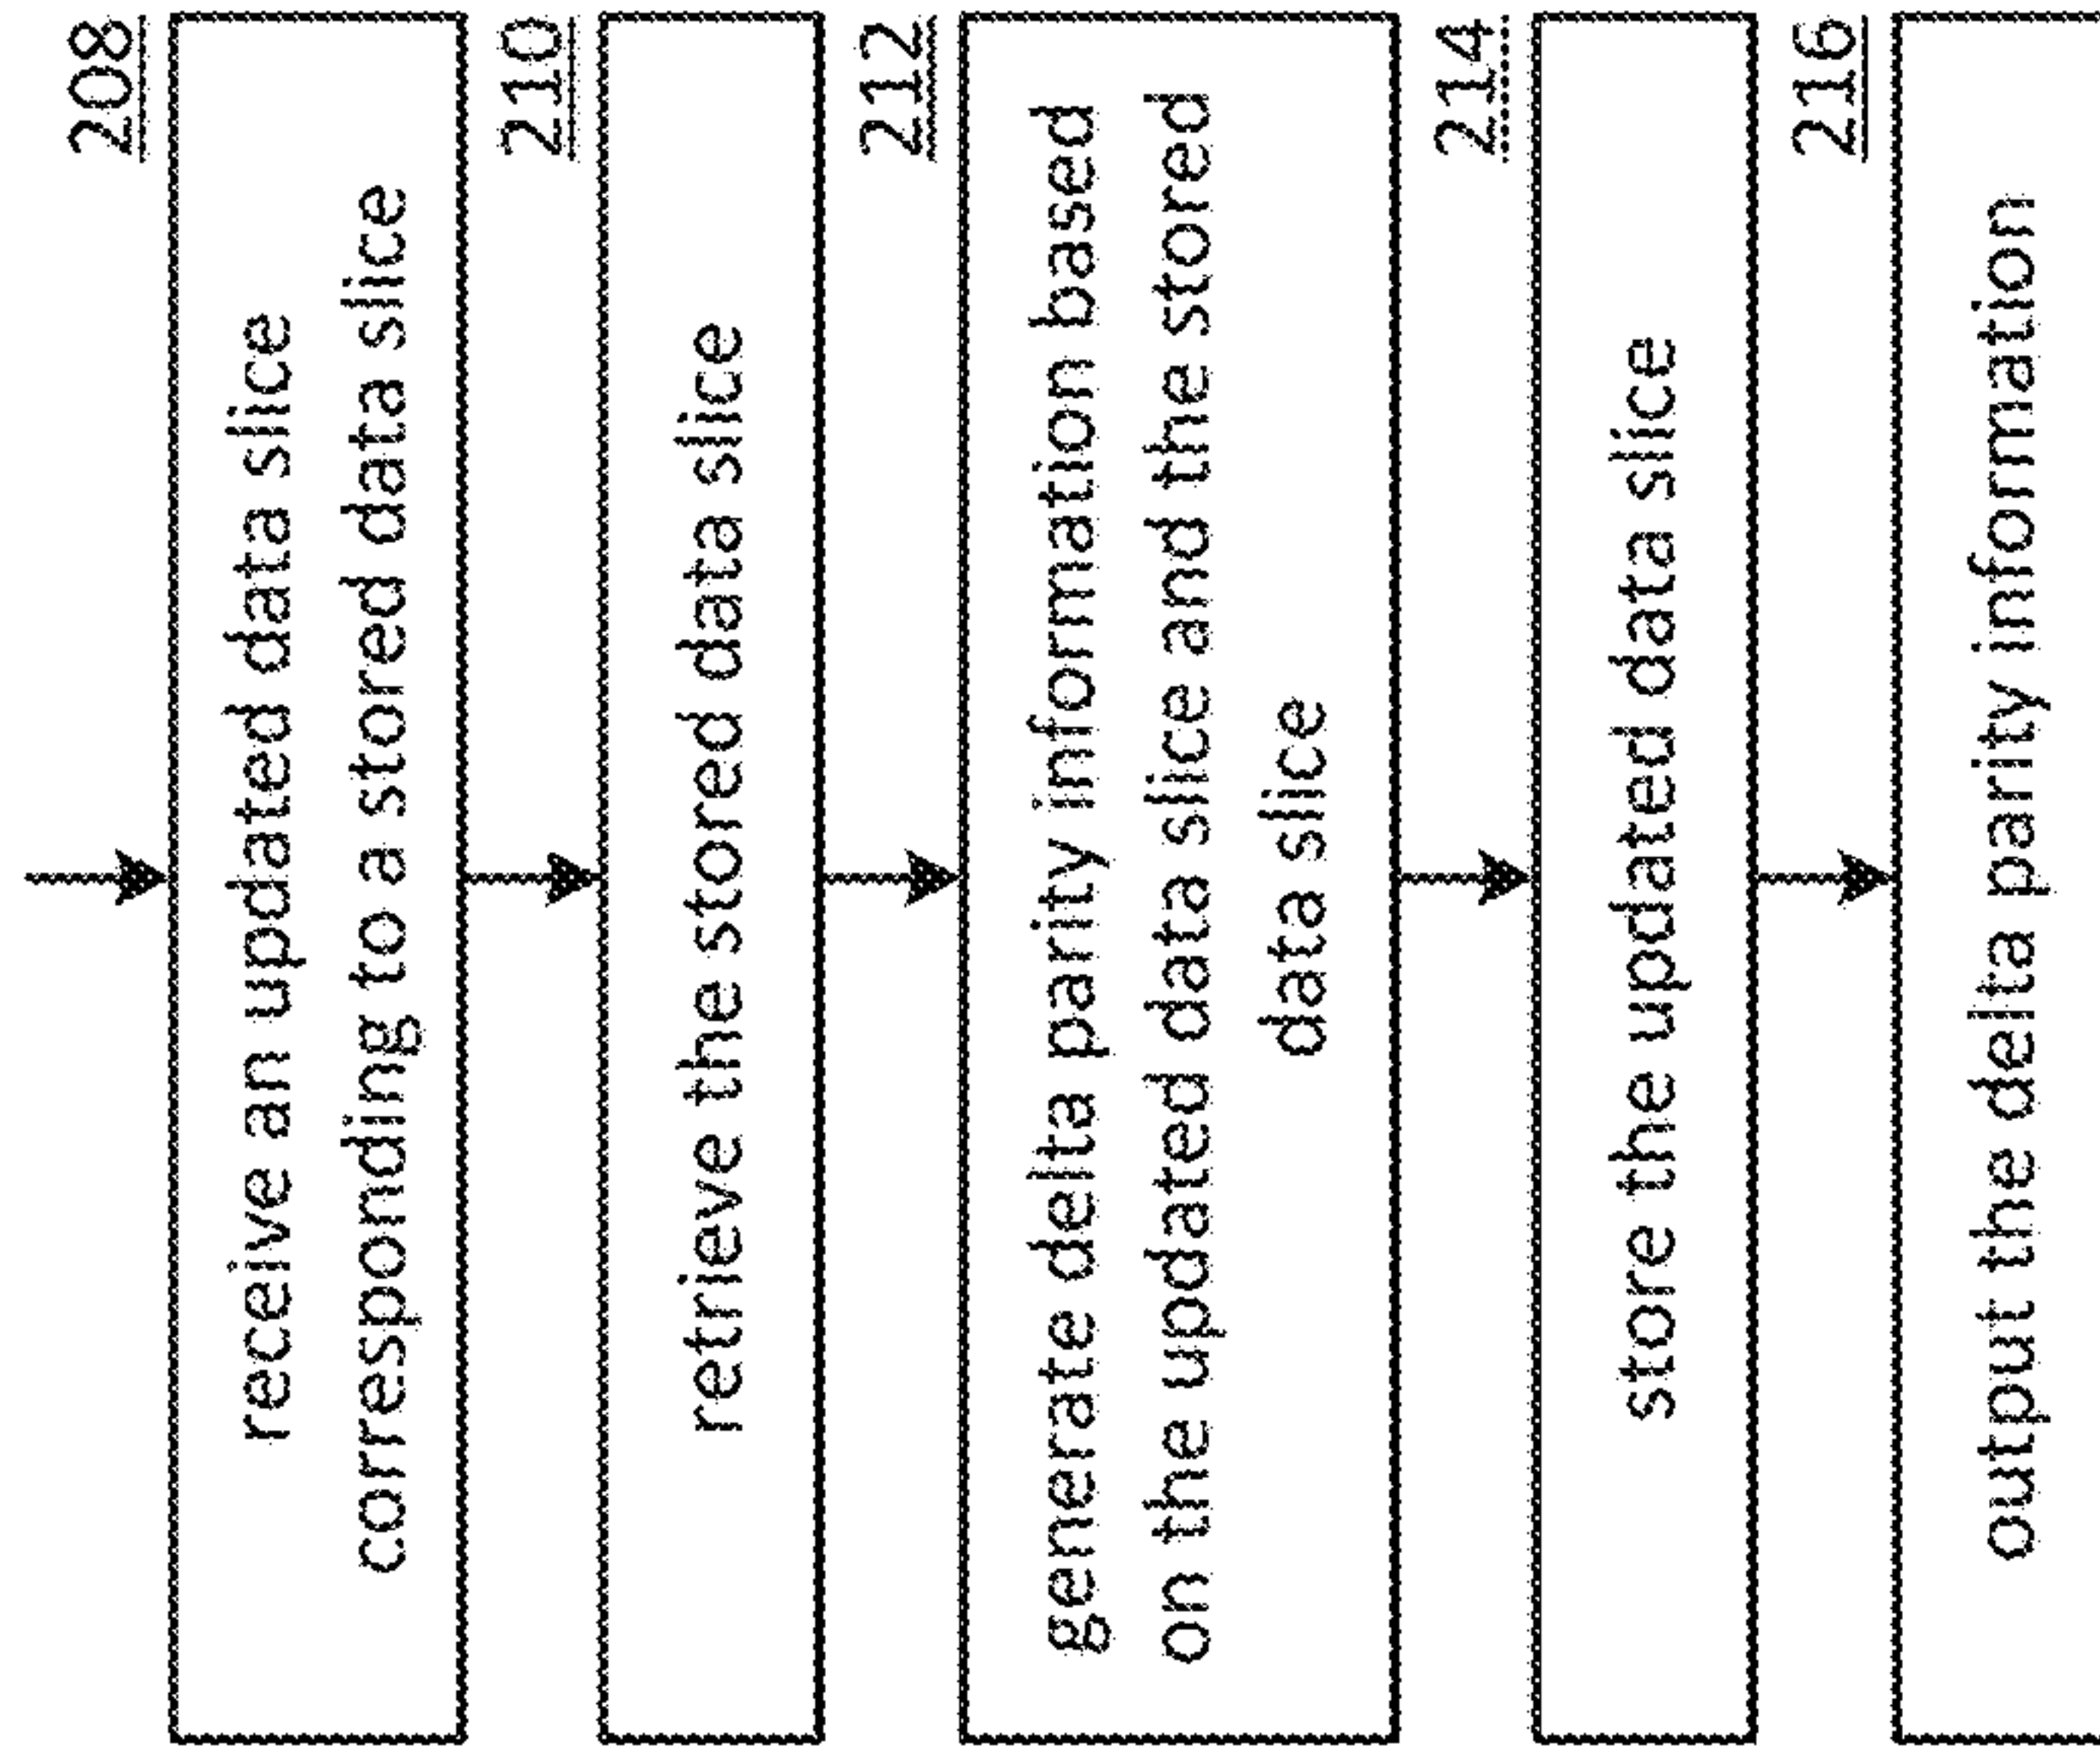 208
receive an updated data slice
corresponding to a stored data slice
210
retrieve the stored data slice
212
generate delta parity information based
on the updated data slice and the stored
data slice
214
store the updated data slice
216
output the delta parity information